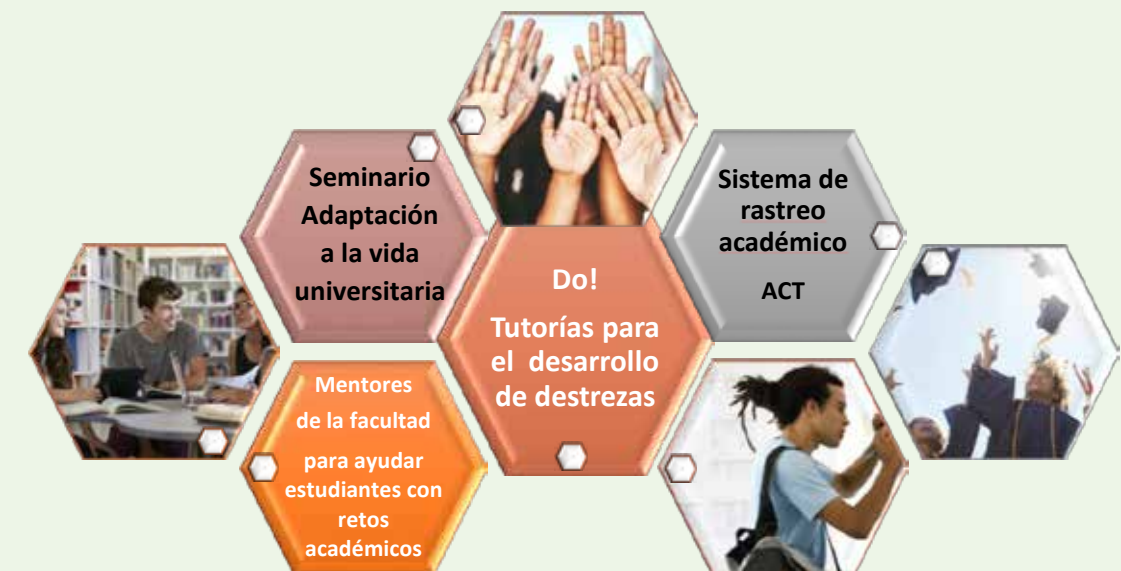 Seminario
Adaptación
a la vida
universitaria
Sistema de
rastreo
académico
ACT
Do!
Tutorías para
el desarrollo
de destrezas
Mentores
de la facultad
para ayudar
estudiantes con
retos
académicos